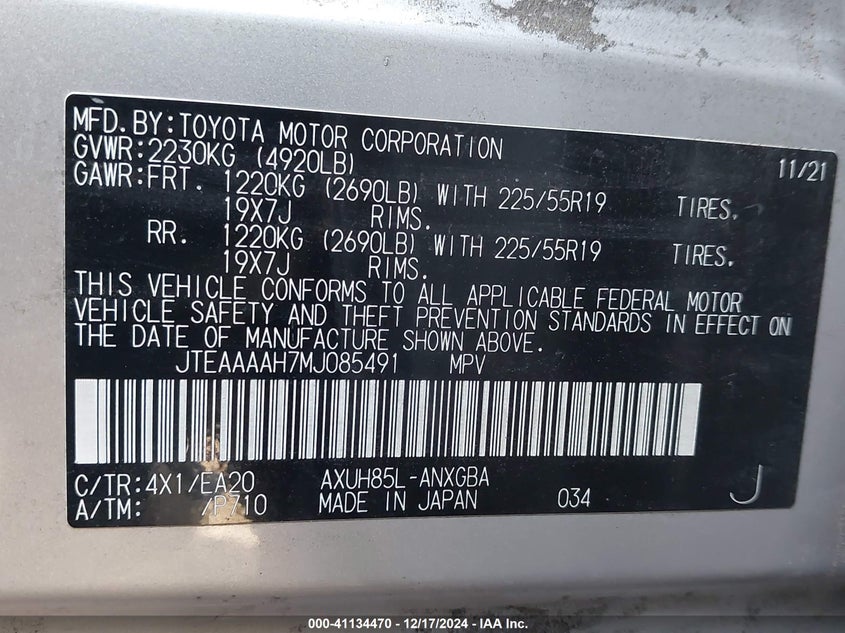 MFD.BY:TOYOTA MOTOR CORPORATION 11/21
GVWR:2230KG (4920LB)
GAWR:FRT. 1220KG (2690LB) WITH 225/55R19 TIRES.
19X7J RIMS.
RR. 1220KG (2690LB) WITH 225/55R19 TIRES.
19X7J RIMS.
THIS VEHICLE CONFORMS TO ALL APPLICABLE FEDERAL MOTOR
VEHICLE SAFETY AND THEFT PREVENTION STANDARDS IN EFFECT ON
THE DATE OF MANUFACTURE SHOWN ABOVE.
JTEAAAAH7MJ085491 MPV
C/TR:4X1/EA20 AXUH85L-ANXGBA
A/TM: /P710 MADE IN JAPAN 034 J
000-41134470 – 12/17/2024 – IAA Inc.